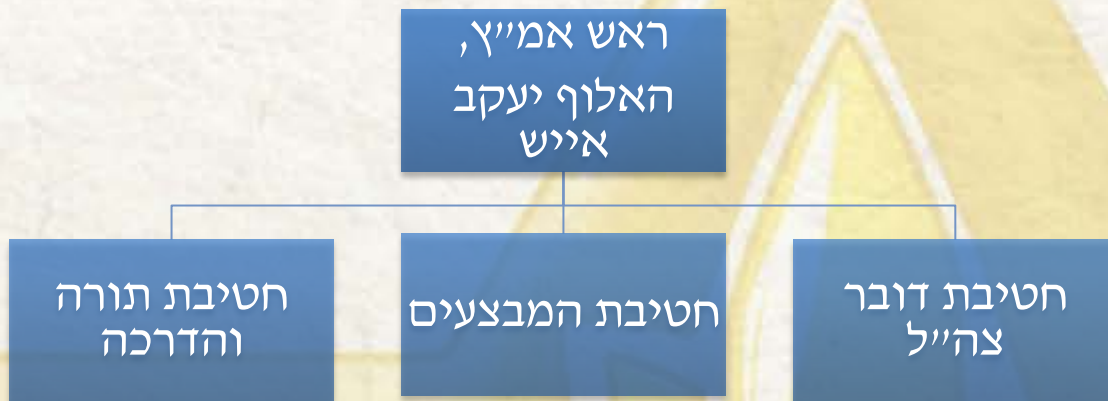 ראש אמ״ץ,
האלוף יעקב
אייש
חטיבת דובר
צה״ל
חטיבת המבצעים
חטיבת תורה
והדרכה